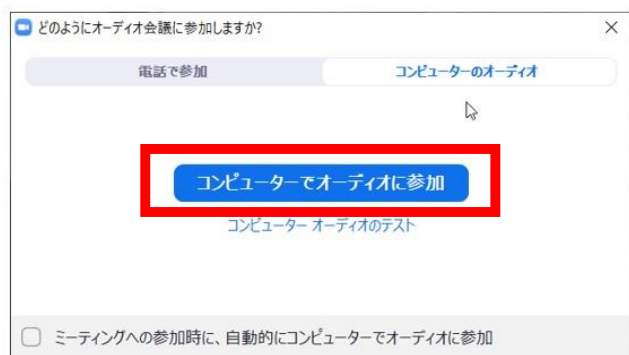 どのようにオーディオ会議に参加しますか?
電話で参加
コンピューターのオーディオ
コンピューターでオーディオに参加
コンピューター オーディオのテスト
ミーティングへの参加時に、自動的にコンピューターでオーディオに参加